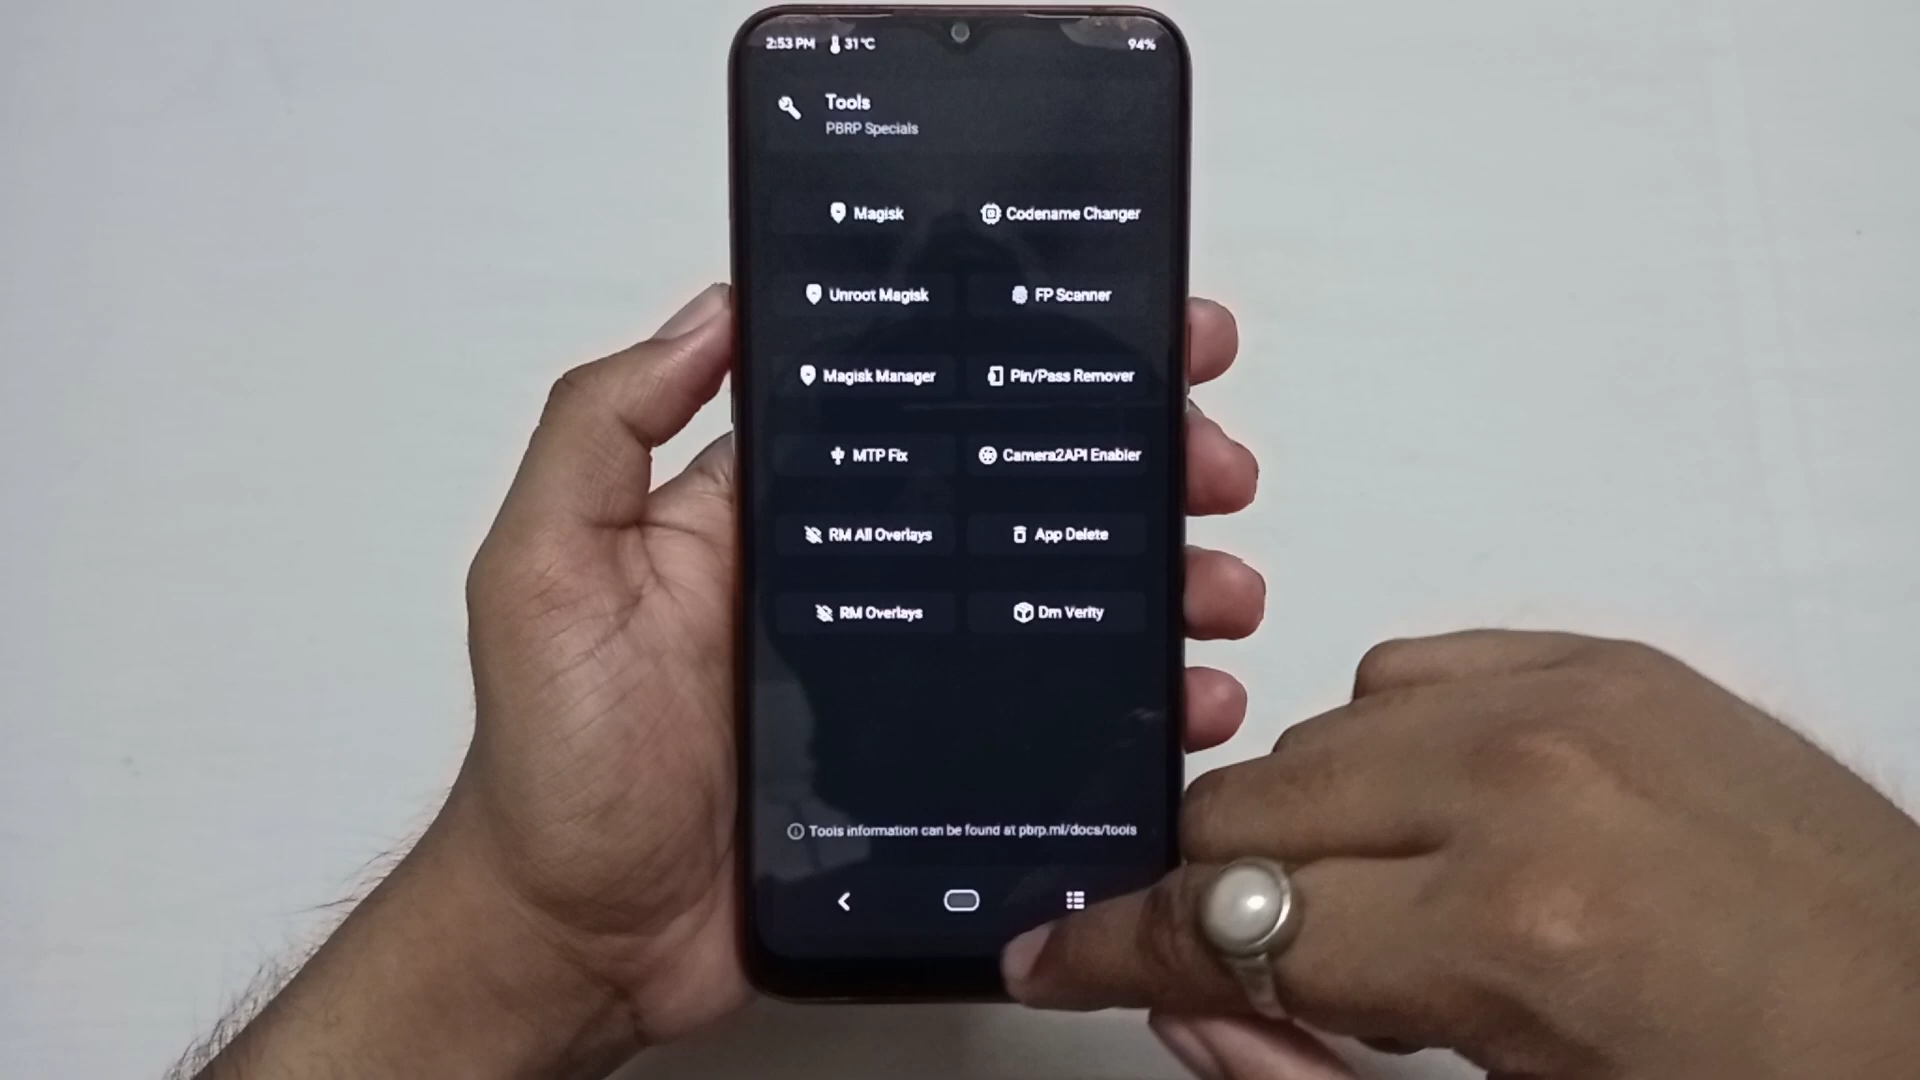 2:53 PM 31°C 94%
Tools
PBRP Specials
Magisk
Codename Changer
Unroot Magisk
FP Scanner
Magisk Manager
Pin/Pass Remover
MTP Fix
Camera2API Enabler
RM All Overlays
App Delete
RM Overlays
Dm Verity
Tools information can be found at pbrp.ml/docs/tools